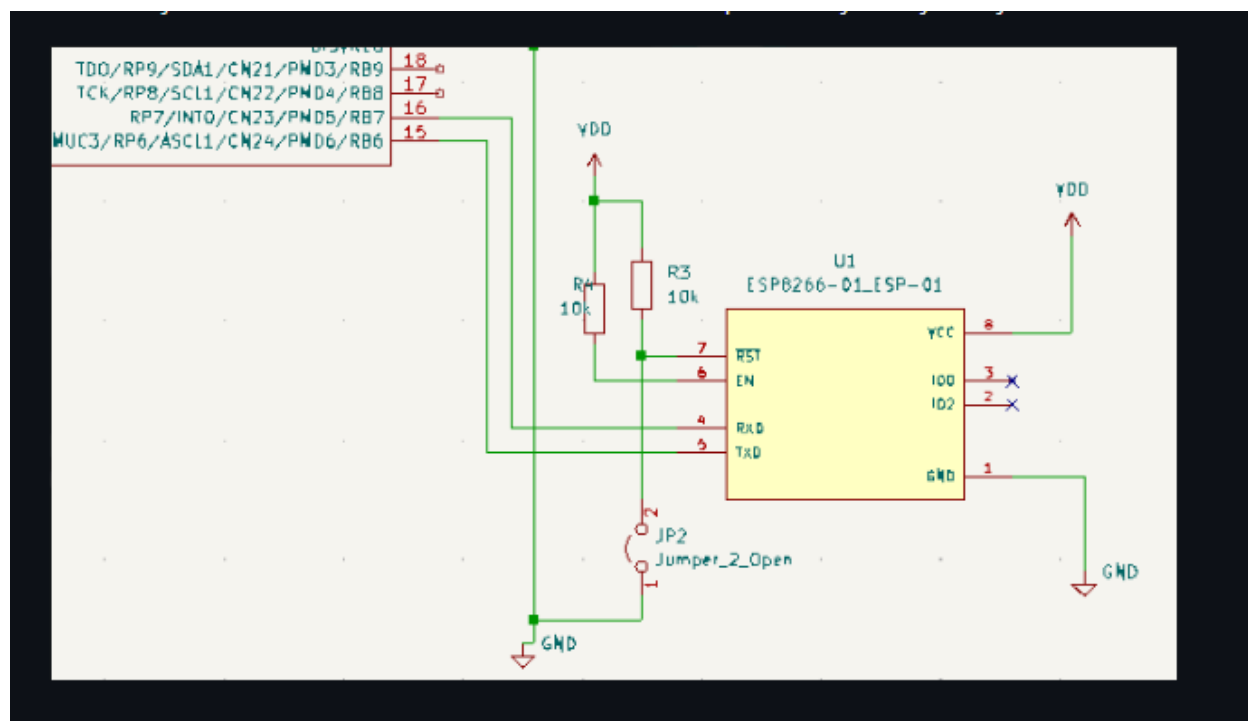 TDO/RP9/SDA1/CN21/PMD3/RB9 18
TCK/RP8/SCL1/CN22/PMD4/RB8 17
RP7/INT0/CN23/PMD5/RB7 16
MUC3/RP6/ASCL1/CN24/PMD6/RB6 15
VDD
VDD
R4
10k
R3
10k
U1
ESP8266-01_ESP-01
VCC 8
7 RST
6 EN
IO0 3
IO2 2
4 RXD
5 TXD
GND 1
2
JP2
Jumper_2_Open
1
GND
GND